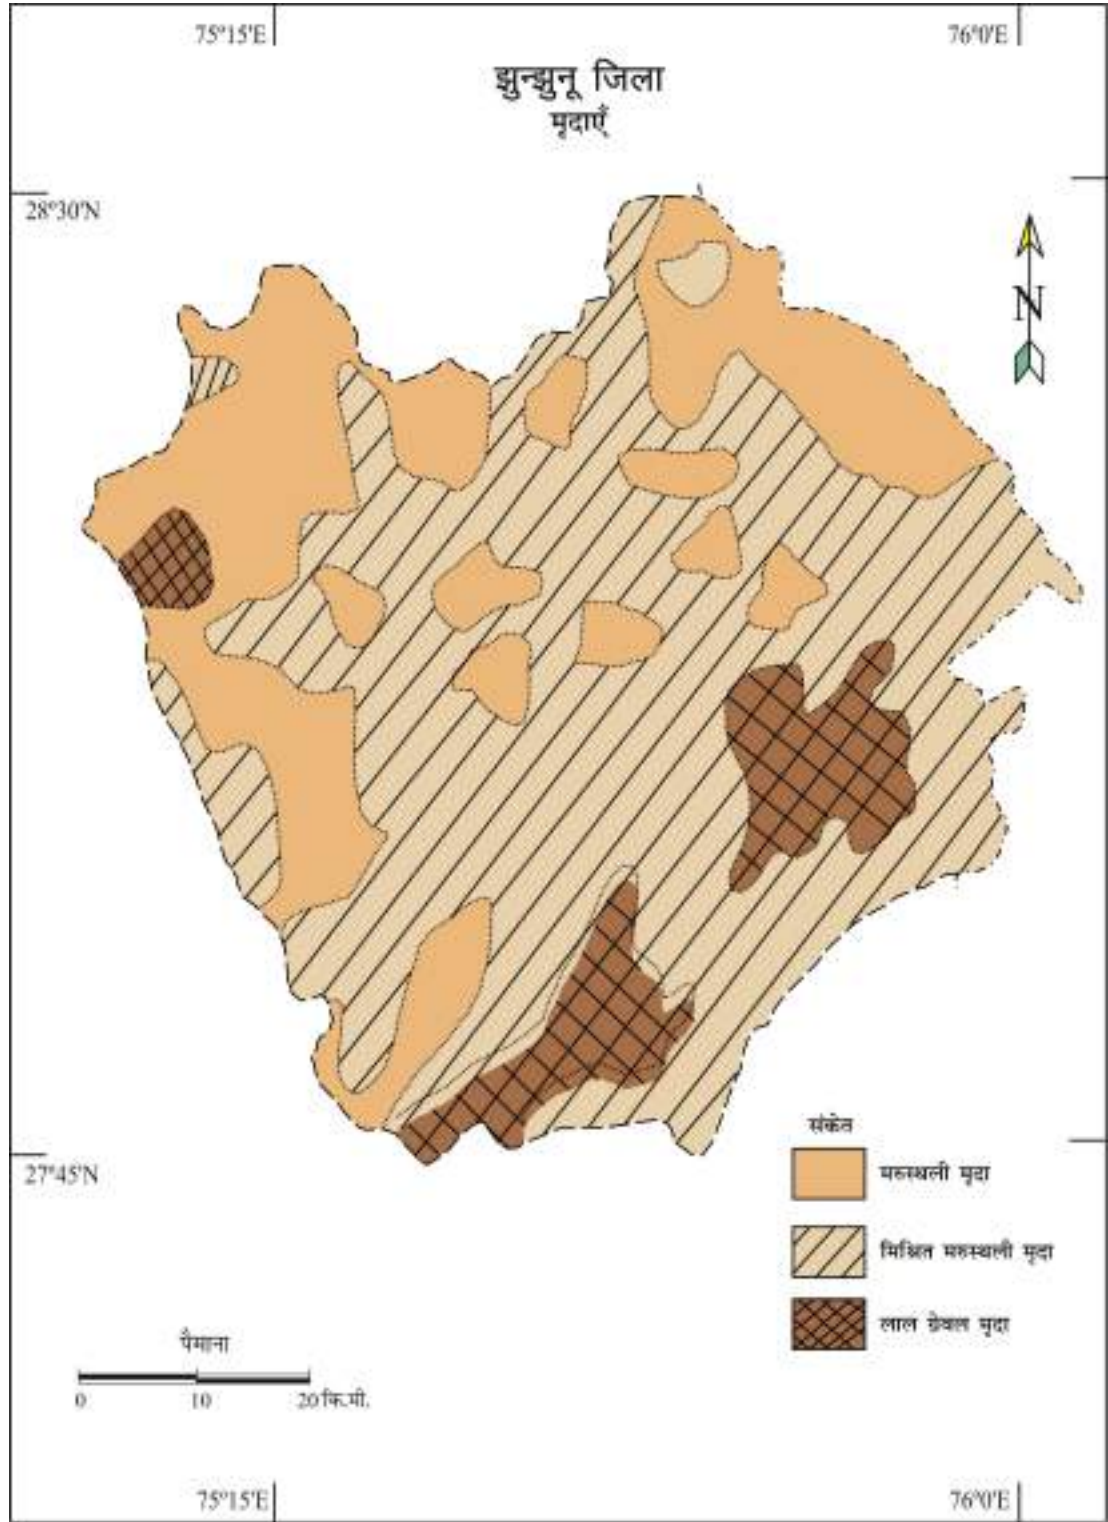 75°15'E
76°0'E
झुन्झुनू जिला
मृदाएँ
28°30'N
N
27°45'N
संकेत
मरुस्थली मृदा
मिश्रित मरुस्थली मृदा
लाल ग्रेवल मृदा
पैमाना
0 10 20 कि.मी.
75°15'E
76°0'E